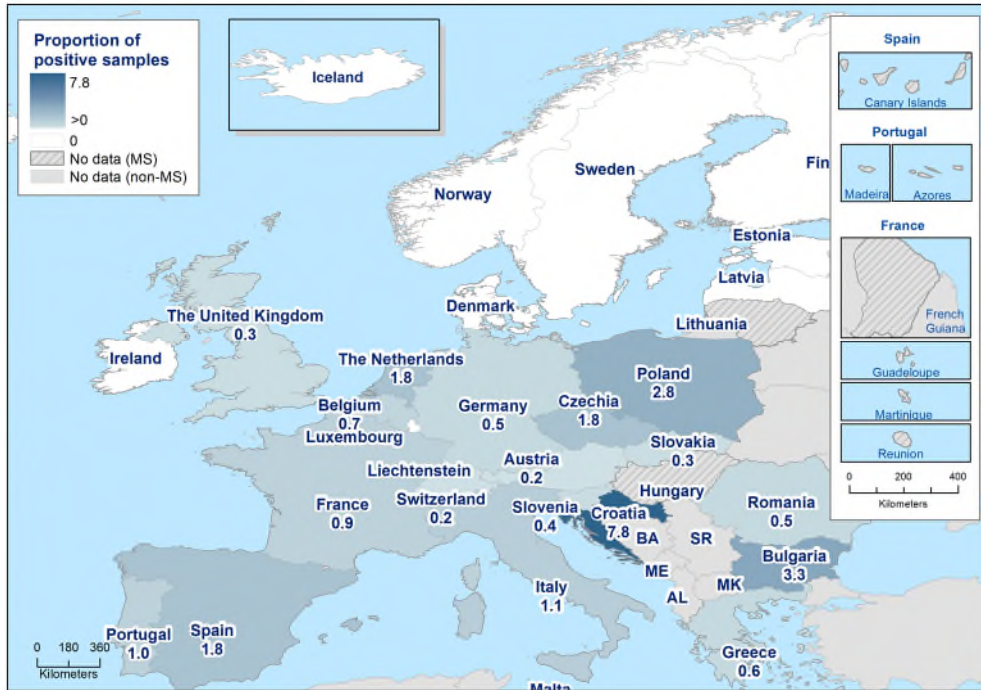 Proportion of
positive samples
7.8
>0
0
No data (MS)
No data (non-MS)
Iceland
Spain
Canary Islands
Portugal
Madeira
Azores
France
French
Guiana
Guadeloupe
Martinique
Reunion
0 200 400
Kilometers
Norway
Sweden
Fin
Estonia
Latvia
Denmark
Lithuania
The United Kingdom
0.3
Ireland
The Netherlands
1.8
Poland
2.8
Belgium
0.7
Germany
0.5
Czechia
1.8
Luxembourg
Slovakia
0.3
Liechtenstein
Austria
0.2
Hungary
France
0.9
Switzerland
0.2
Slovenia
0.4
Croatia
7.8
Romania
0.5
BA
SR
Bulgaria
3.3
ME
MK
AL
Italy
1.1
Portugal
1.0
Spain
1.8
Greece
0.6
Malta
0 180 360
Kilometers